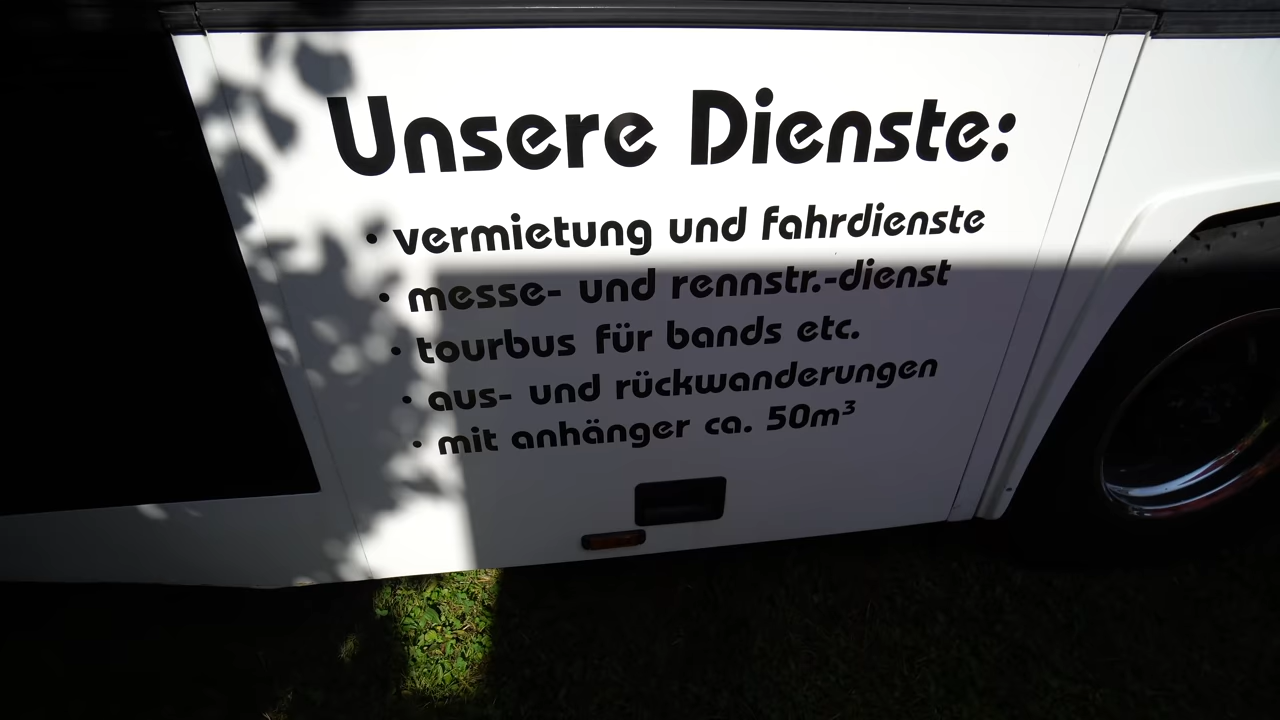 Unsere Dienste:
• vermietung und fahrdienste
• messe- und rennstr.-dienst
• tourbus für bands etc.
• aus- und rückwanderungen
• mit anhänger ca. 50m³